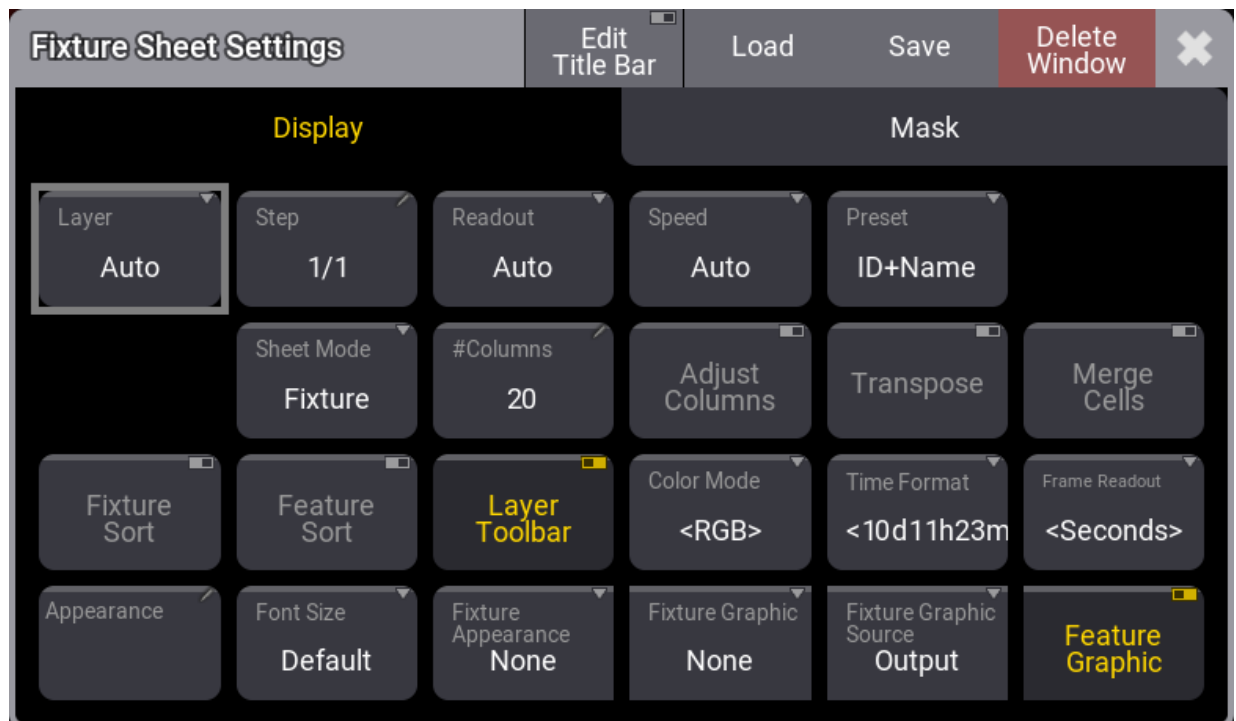 Fixture Sheet Settings
Edit
Title Bar
Load
Save
Delete
Window
Display
Mask
Layer
Auto
Step
1/1
Readout
Auto
Speed
Auto
Preset
ID+Name
Sheet Mode
Fixture
#Columns
20
Adjust
Columns
Transpose
Merge
Cells
Fixture
Sort
Feature
Sort
Layer
Toolbar
Color Mode
<RGB>
Time Format
<10d11h23m
Frame Readout
<Seconds>
Appearance
Font Size
Default
Fixture
Appearance
None
Fixture Graphic
None
Fixture Graphic
Source
Output
Feature
Graphic